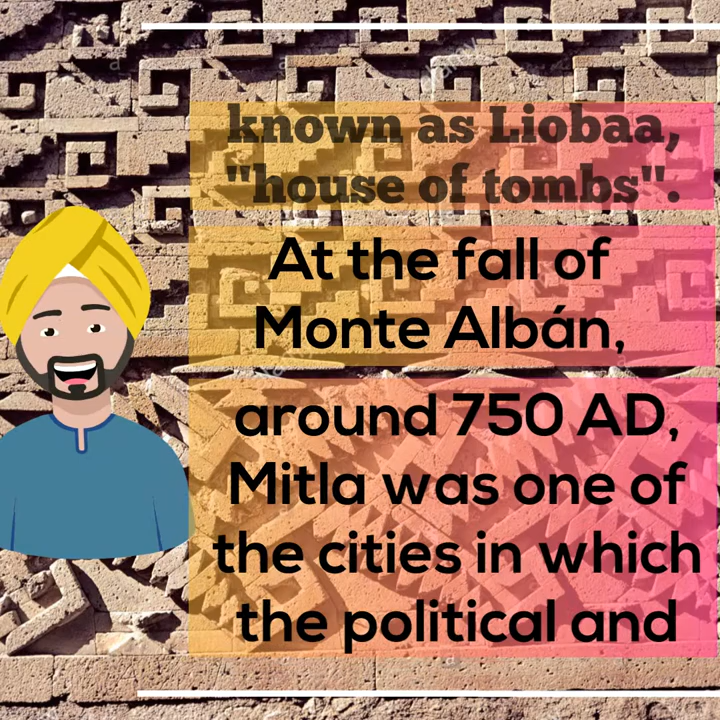 known as Liobaa,
"house of tombs".
At the fall of
Monte Albán,
around 750 AD,
Mitla was one of
the cities in which
the political and